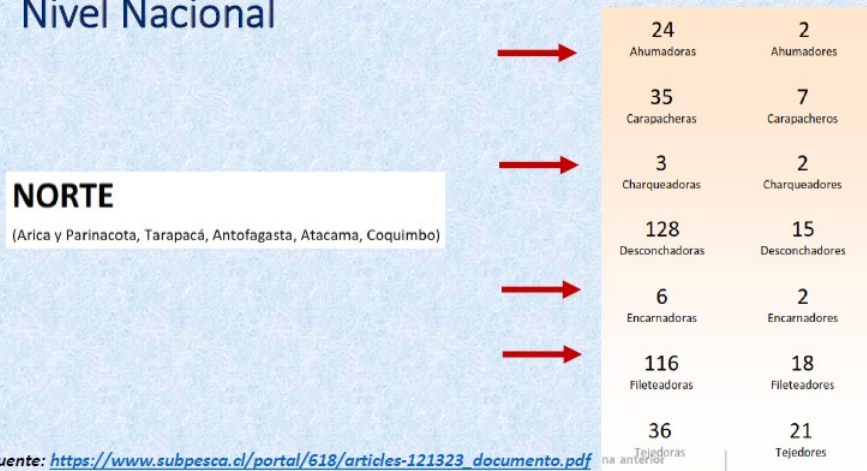 Nivel Nacional
NORTE
(Arica y Parinacota, Tarapacá, Antofagasta, Atacama, Coquimbo)
24 2
Ahumadoras Ahumadores
35 7
Carapacheras Carapacheros
3 2
Charqueadoras Charqueadores
128 15
Desconchadoras Desconchadores
6 2
Encarnadoras Encarnadores
116 18
Fileteadoras Fileteadores
36 21
Tejedoras Tejedores
uente: https://www.subpesca.cl/portal/618/articles-121323_documento.pdf
na anterior